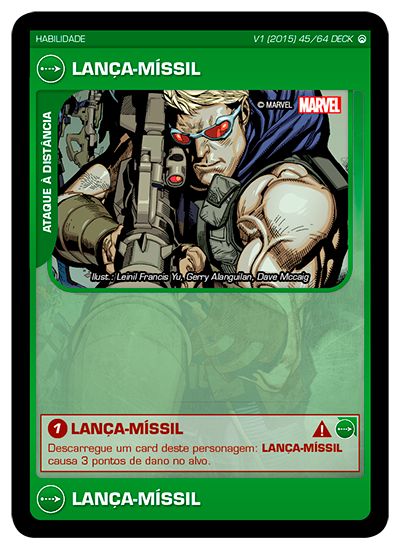 HABILIDADE
V1 (2015) 45/64 DECK
LANÇA-MÍSSIL
ATAQUE À DISTÂNCIA
© MARVEL MARVEL
Ilust.: Leinil Francis Yu, Gerry Alanguilan, Dave Mccaig
1 LANÇA-MÍSSIL
Descarregue um card deste personagem: LANÇA-MÍSSIL
causa 3 pontos de dano no alvo.
LANÇA-MÍSSIL